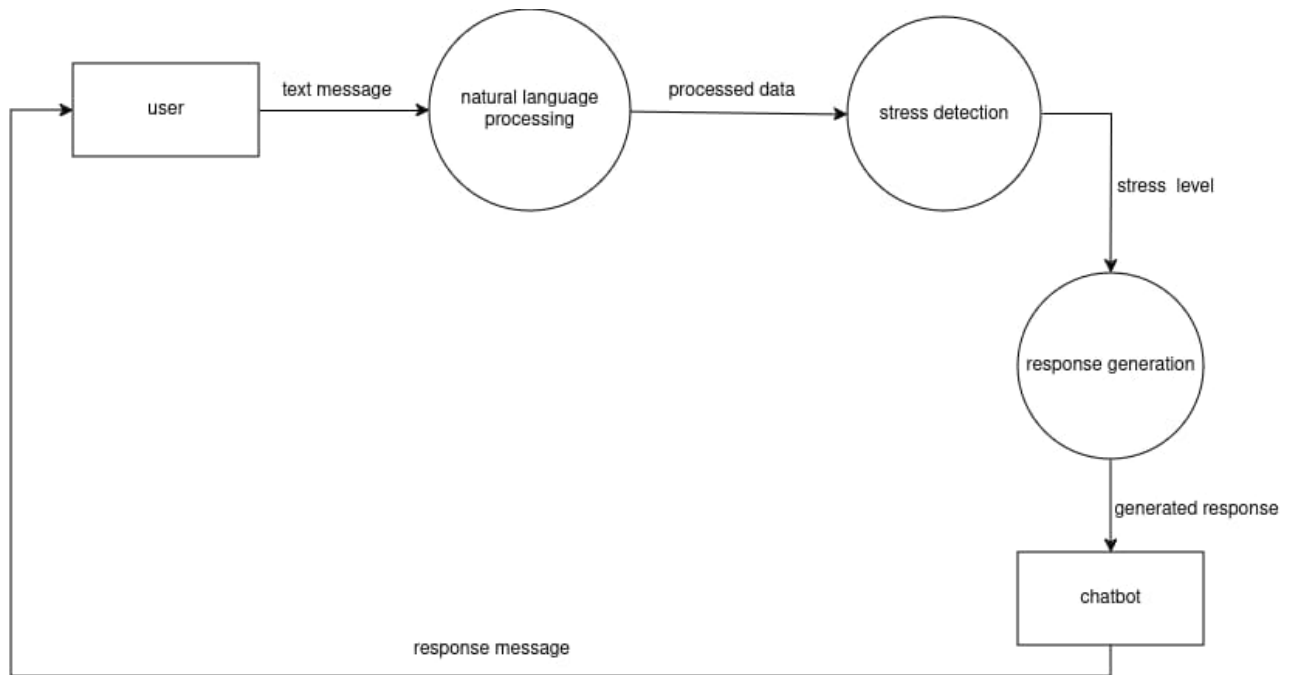 user
text message
natural language
processing
processed data
stress detection
stress level
response generation
generated response
chatbot
response message